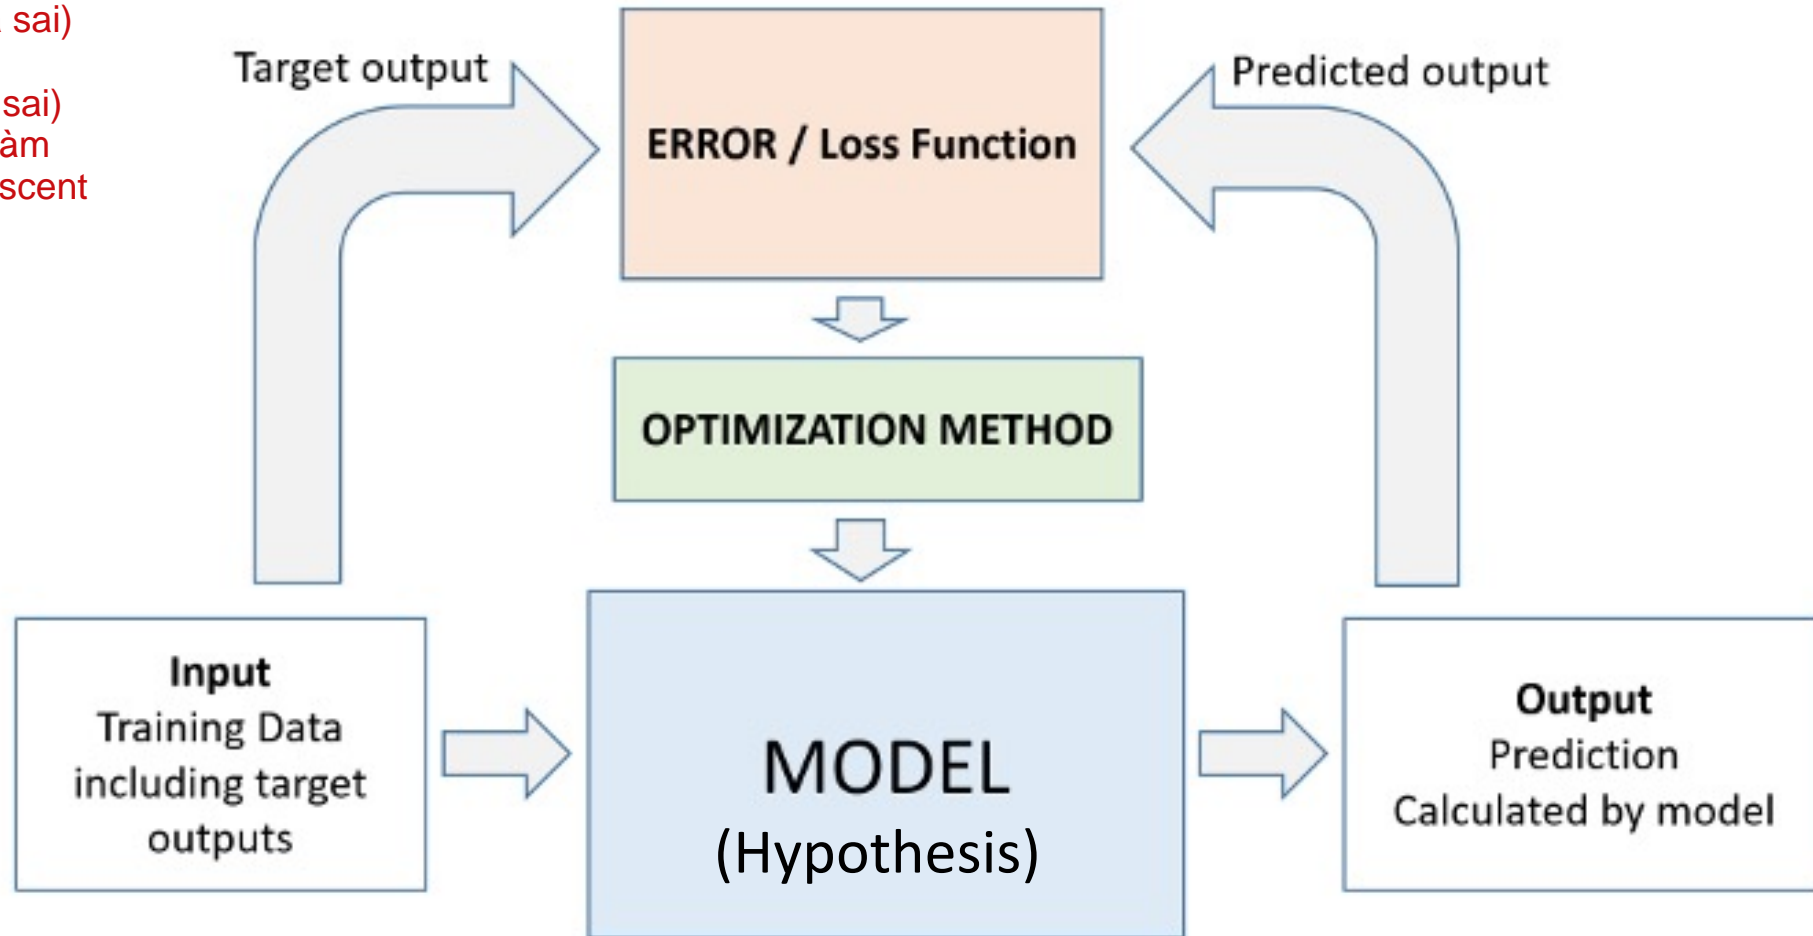 sai)
sai)
àm
scent
Target output
Predicted output
ERROR / Loss Function
OPTIMIZATION METHOD
Input
Training Data
including target
outputs
MODEL
(Hypothesis)
Output
Prediction
Calculated by model